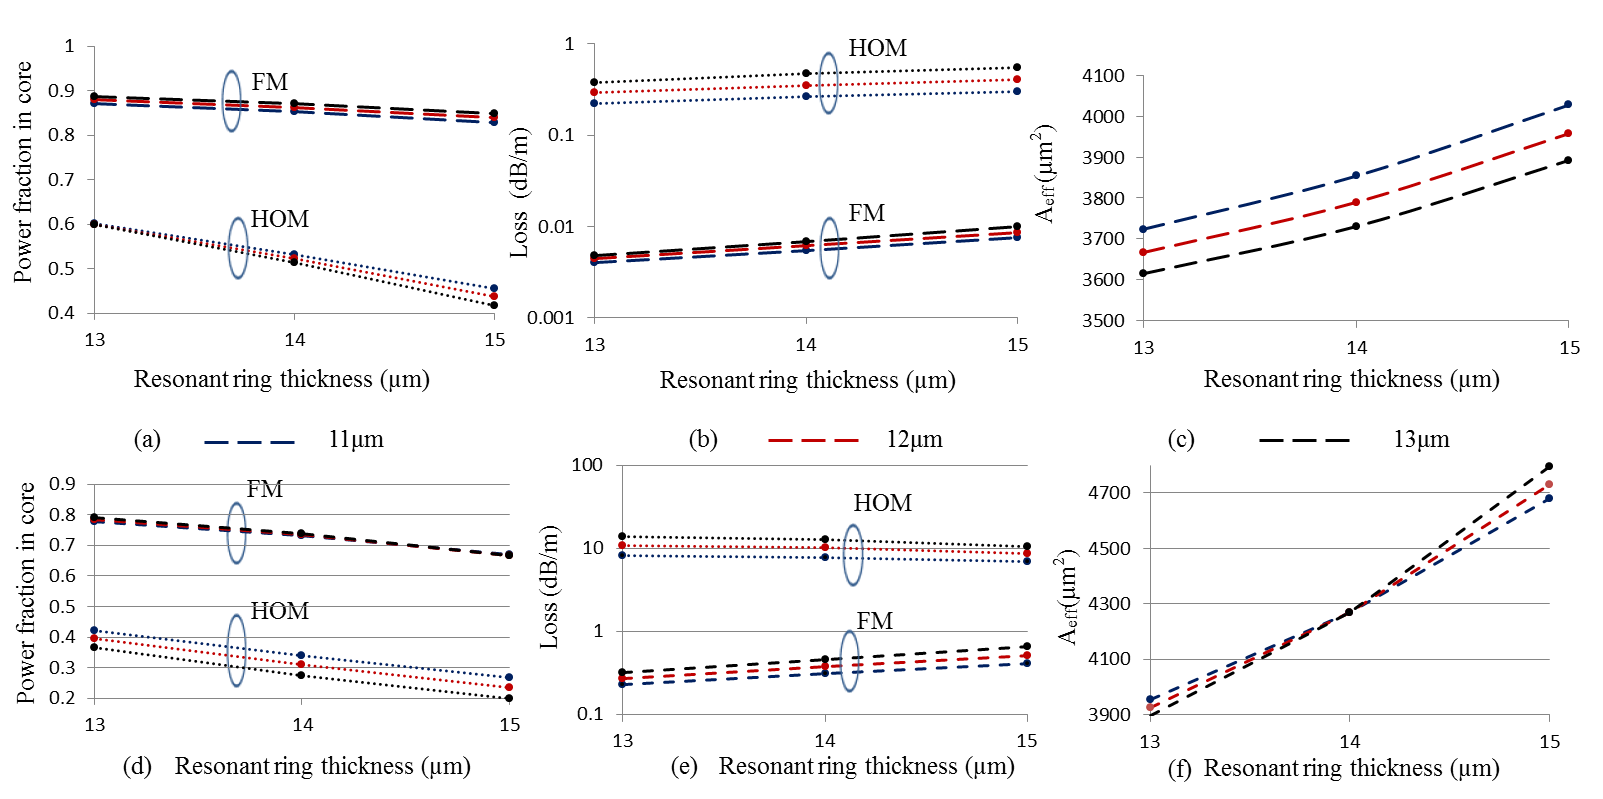 Power fraction in core
1
0.9
0.8
0.7
0.6
0.5
0.4
FM
HOM
13
14
15
Resonant ring thickness (μm)
Loss (dB/m)
1
0.1
0.01
0.001
HOM
FM
13
14
15
Resonant ring thickness (μm)
Aeff(μm²)
4100
4000
3900
3800
3700
3600
3500
13
14
15
Resonant ring thickness (μm)
(a) 11μm
(b) 12μm
(c) 13μm
Power fraction in core
0.9
0.8
0.7
0.6
0.5
0.4
0.3
0.2
FM
HOM
13
14
15
(d) Resonant ring thickness (μm)
Loss (dB/m)
100
10
1
0.1
HOM
FM
13
14
15
(e) Resonant ring thickness (μm)
Aeff(μm²)
4700
4500
4300
4100
3900
13
14
15
(f) Resonant ring thickness (μm)